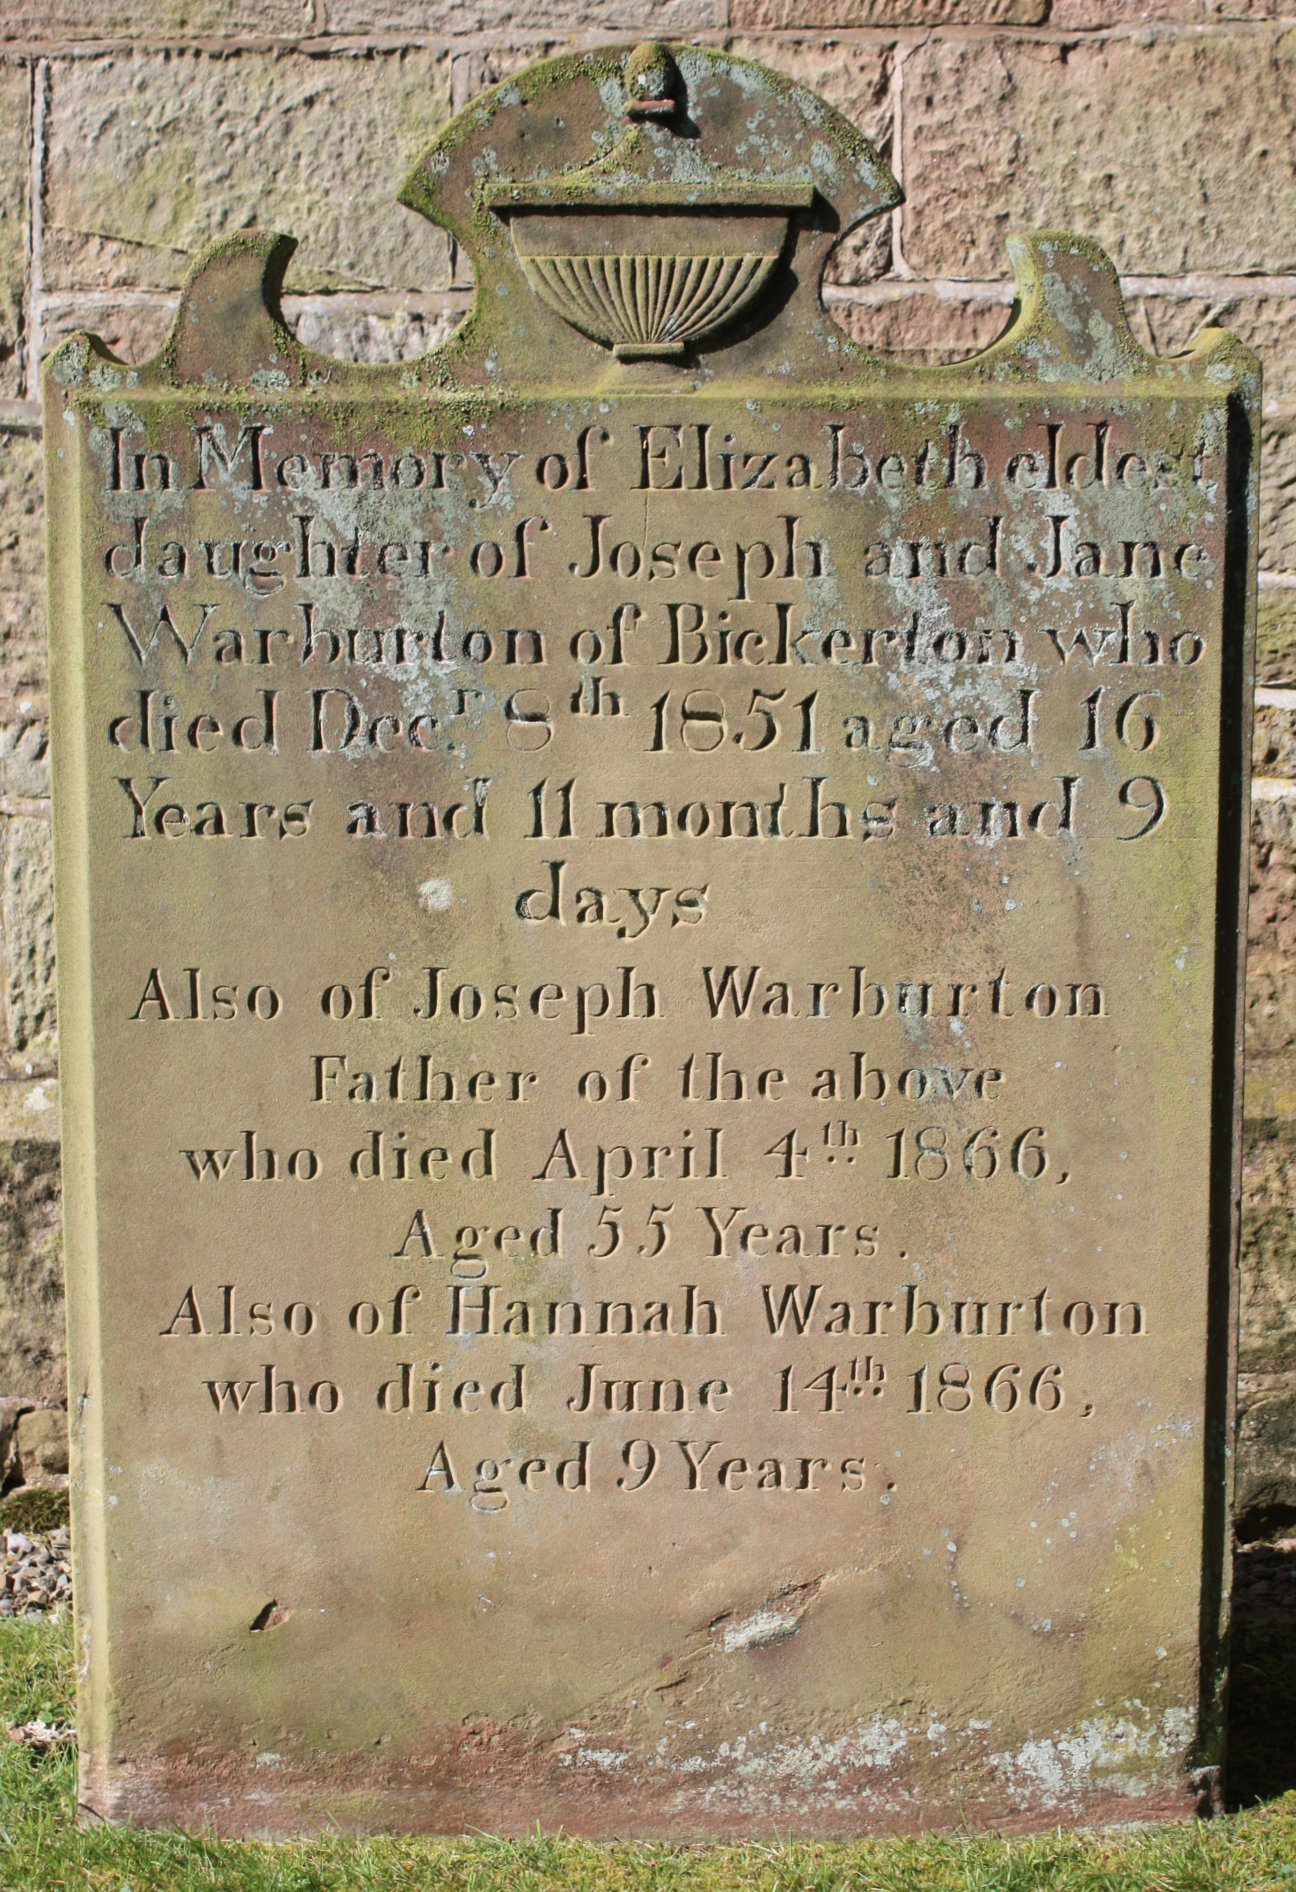 In Memory of Elizabeth eldest
daughter of Joseph and Jane
Warburton of Bickerton who
died Decr. 8th 1851 aged 16
Years and 11 months and 9
days
Also of Joseph Warburton
Father of the above
who died April 4th 1866,
Aged 55 Years.
Also of Hannah Warburton
who died June 14th 1866,
Aged 9 Years.